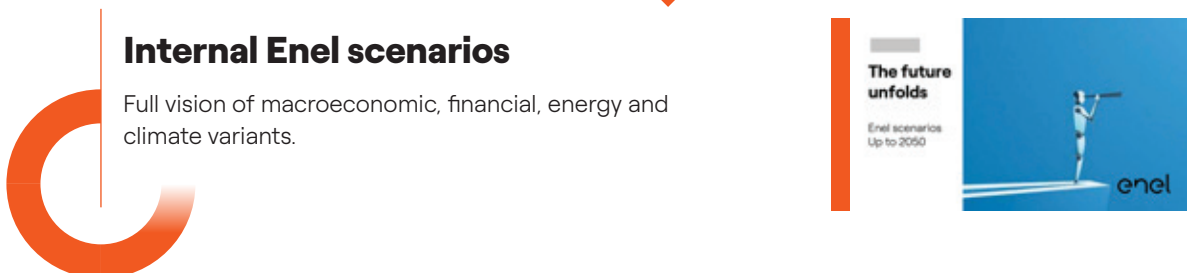 Internal Enel scenarios
Full vision of macroeconomic, financial, energy and
climate variants.
The future
unfolds
Enel scenarios
Up to 2050
enel